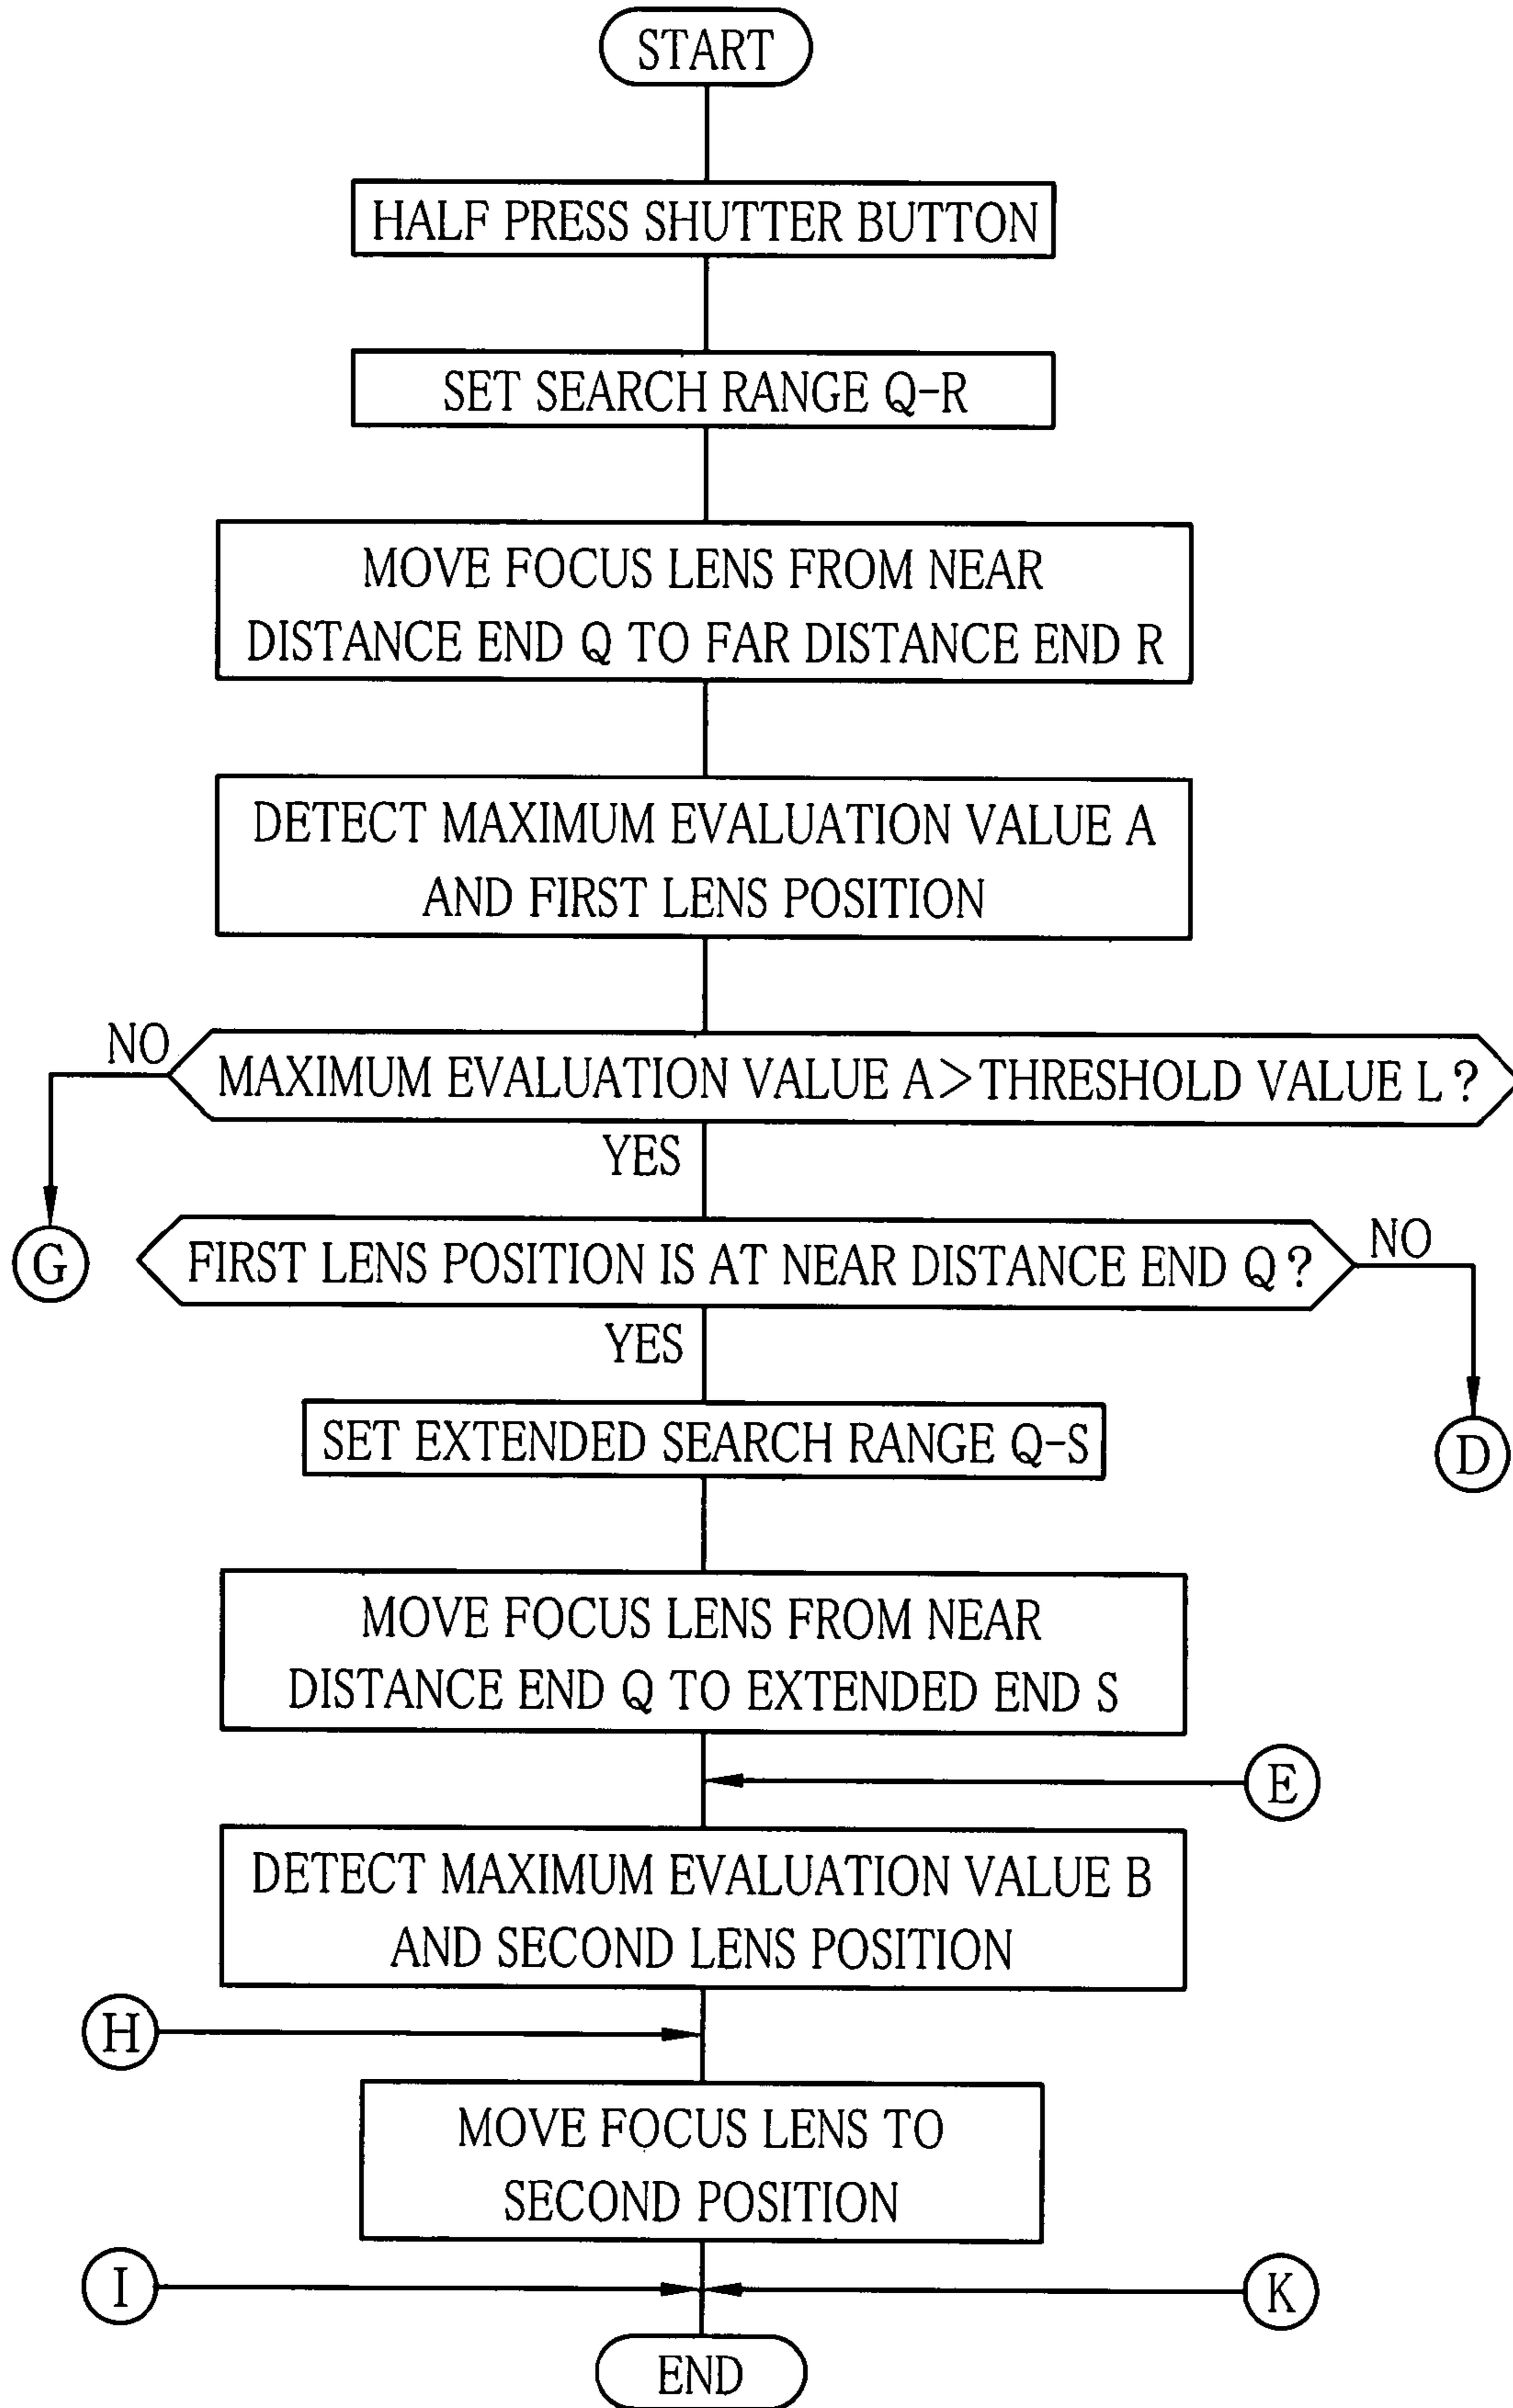 START
HALF PRESS SHUTTER BUTTON
SET SEARCH RANGE Q-R
MOVE FOCUS LENS FROM NEAR
DISTANCE END Q TO FAR DISTANCE END R
DETECT MAXIMUM EVALUATION VALUE A
AND FIRST LENS POSITION
NO
MAXIMUM EVALUATION VALUE A>THRESHOLD VALUE L?
YES
G
FIRST LENS POSITION IS AT NEAR DISTANCE END Q?
NO
YES
SET EXTENDED SEARCH RANGE Q-S
D
MOVE FOCUS LENS FROM NEAR
DISTANCE END Q TO EXTENDED END S
E
DETECT MAXIMUM EVALUATION VALUE B
AND SECOND LENS POSITION
H
MOVE FOCUS LENS TO
SECOND POSITION
I
K
END